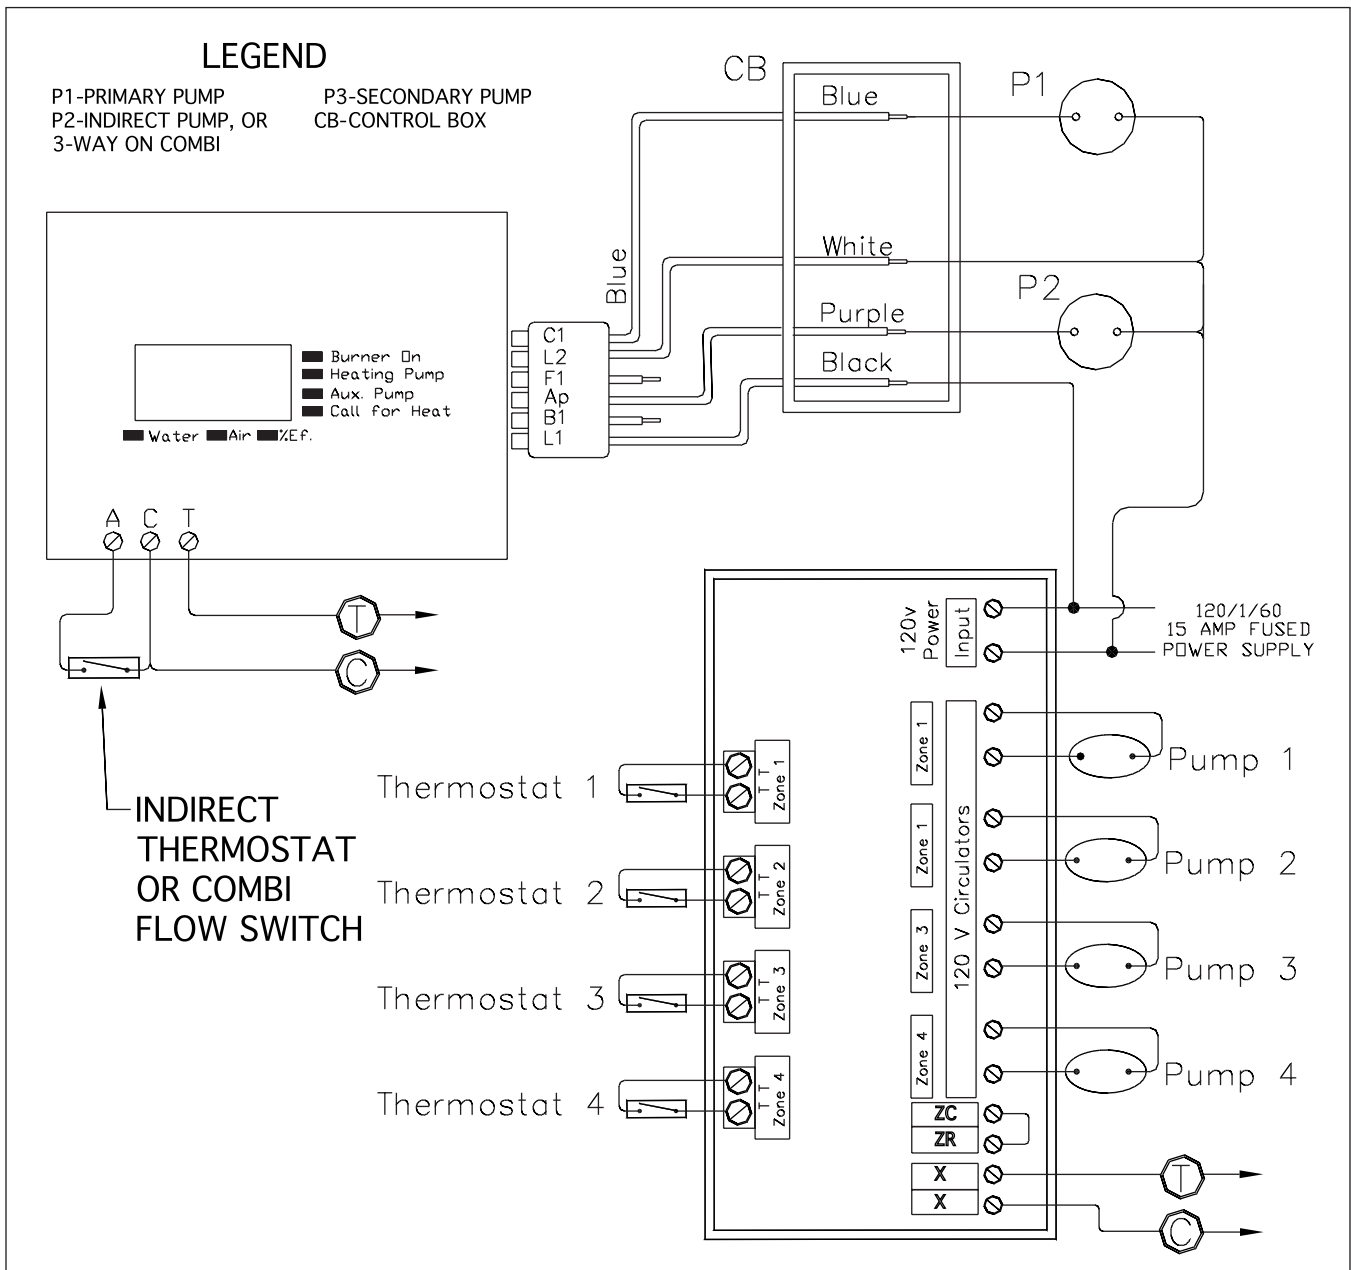 LEGEND
P1-PRIMARY PUMP
P3-SECONDARY PUMP
P2-INDIRECT PUMP, OR
CB-CONTROL BOX
3-WAY ON COMBI
CB
P1
Blue
White
Blue
P2
Purple
Black
C1
L2
F1
Ap
B1
L1
Burner On
Heating Pump
Aux. Pump
Call for Heat
Water
Air
%Ef.
A C T
T
C
INDIRECT
THERMOSTAT
OR COMBI
FLOW SWITCH
120v
Power
Input
120/1/60
15 AMP FUSED
POWER SUPPLY
Thermostat 1
T T
Zone 1
Thermostat 2
T T
Zone 2
Thermostat 3
T T
Zone 3
Thermostat 4
T T
Zone 4
120 V Circulators
Zone 1
Pump 1
Zone 1
Pump 2
Zone 3
Pump 3
Zone 4
Pump 4
ZC
ZR
X
X
T
C